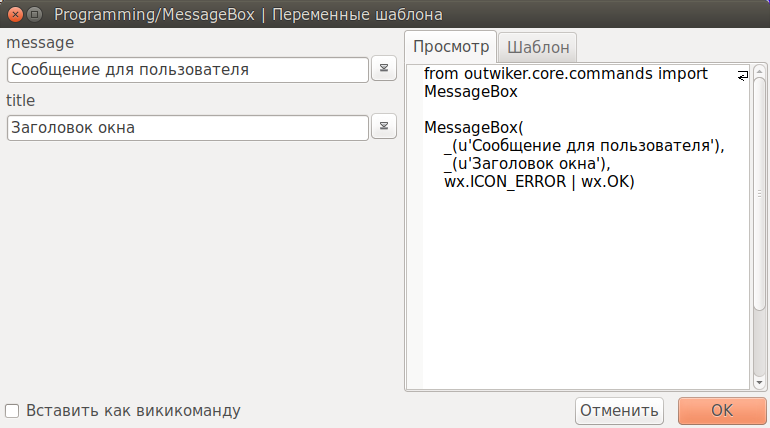 Programming/MessageBox | Переменные шаблона
message
Сообщение для пользователя
title
Заголовок окна
Просмотр
Шаблон
from outwiker.core.commands import
MessageBox
MessageBox(
_(u'Сообщение для пользователя'),
_(u'Заголовок окна'),
wx.ICON_ERROR | wx.OK)
Вставить как викикоманду
Отменить
OK